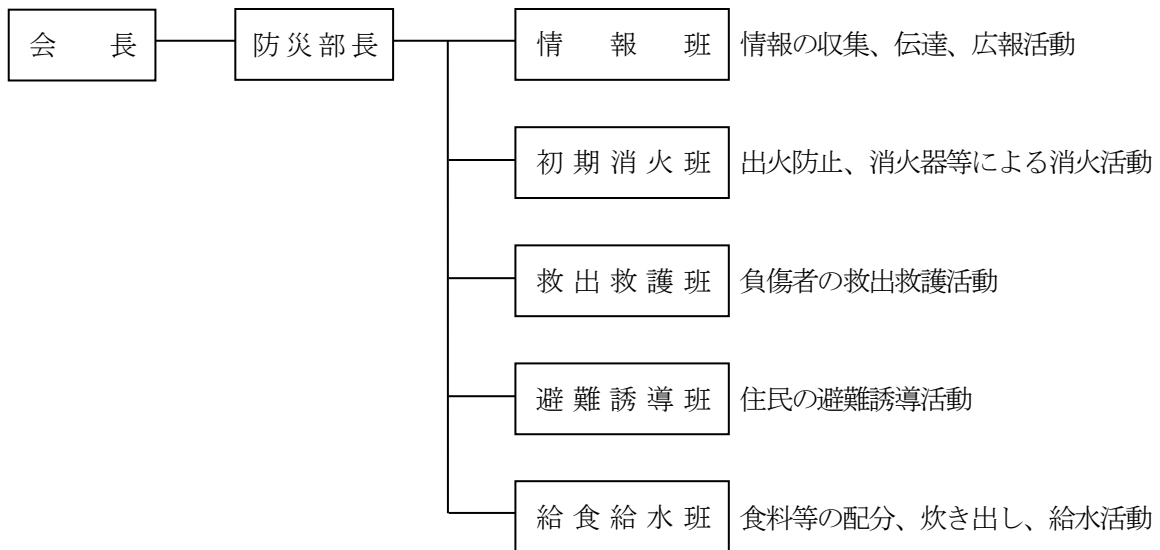 会長 防災部長 情報班 情報の収集、伝達、広報活動
初期消火班 出火防止、消火器等による消火活動
救出救護班 負傷者の救出救護活動
避難誘導班 住民の避難誘導活動
給食給水班 食料等の配分、炊き出し、給水活動